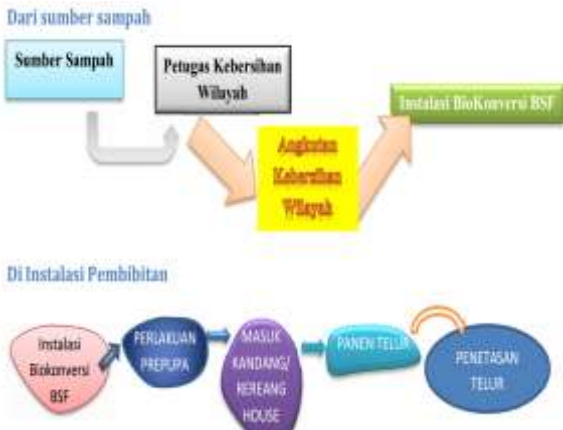 Dari sumber sampah
Sumber Sampah
Petugas Kebersihan
Wilayah
Instalasi BioKonversi BSF
Angkutan
Kebersihan
Wilayah
Di Instalasi Pembibitan
Instalasi
Biokonversi
BSF
PERLAKUAN
PREPUPA
MASUK
KANDANG/
REREANG
HOUSE
PANEN TELUR
PENETASAN
TELUR